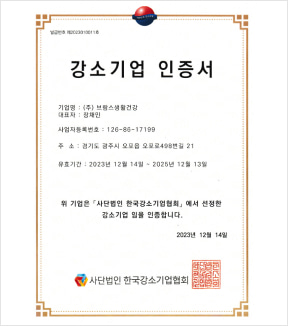 발급번호 제2023010011호
강소기업 인증서
기업명 : (주) 브람스생활건강
대표자 : 장채민
사업자등록번호 : 126-86-17199
주 소 : 경기도 광주시 오포읍 오포로498번길 21
유효기간 : 2023년 12월 14일 - 2025년 12월 13일
위 기업은 「사단법인 한국강소기업협회」에서 선정한
강소기업 임을 인증합니다.
2023년 12월 14일
사단법인 한국강소기업협회